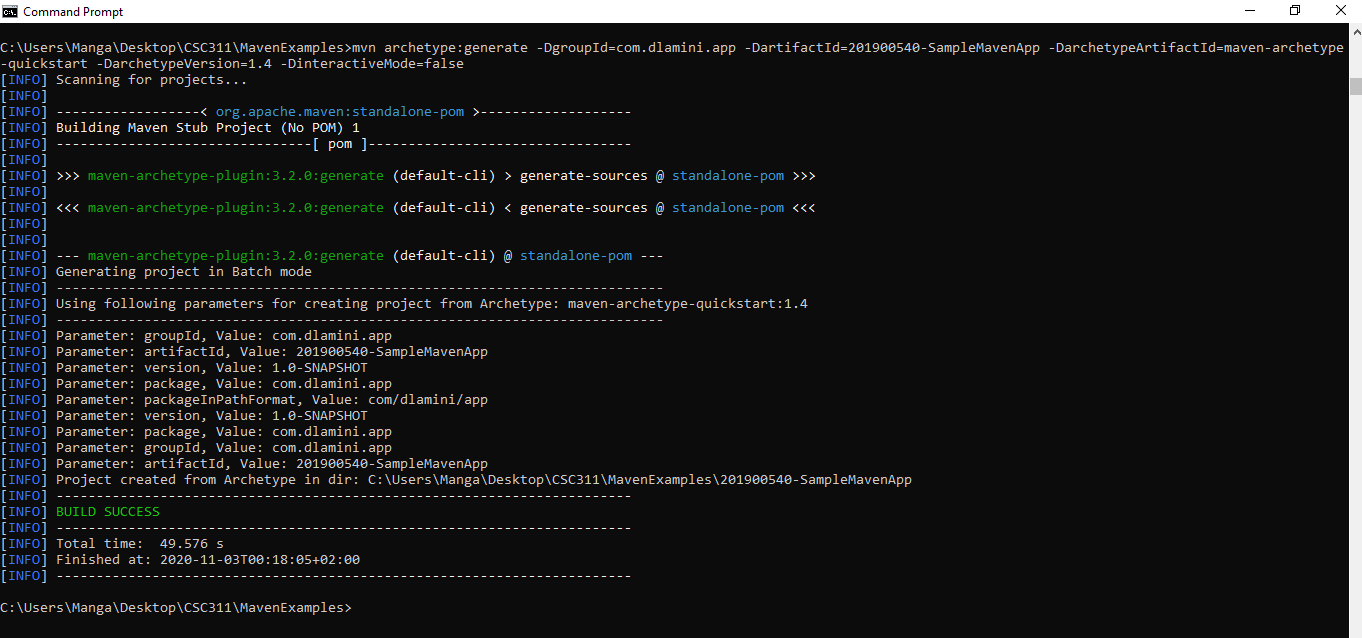 Command Prompt
C:\Users\Manga\Desktop\CSC311\MavenExamples>mvn archetype:generate -DgroupId=com.dlamini.app -DartifactId=201900540-SampleMavenApp -DarchetypeArtifactId=maven-archetype
-quickstart -DarchetypeVersion=1.4 -DinteractiveMode=false
[INFO] Scanning for projects...
[INFO]
[INFO] ------------------< org.apache.maven:standalone-pom >-------------------
[INFO] Building Maven Stub Project (No POM) 1
[INFO] --------------------------------[ pom ]---------------------------------
[INFO]
[INFO] >>> maven-archetype-plugin:3.2.0:generate (default-cli) > generate-sources @ standalone-pom >>>
[INFO]
[INFO] <<< maven-archetype-plugin:3.2.0:generate (default-cli) < generate-sources @ standalone-pom <<<
[INFO]
[INFO]
[INFO] --- maven-archetype-plugin:3.2.0:generate (default-cli) @ standalone-pom ---
[INFO] Generating project in Batch mode
[INFO] ----------------------------------------------------------------------------
[INFO] Using following parameters for creating project from Archetype: maven-archetype-quickstart:1.4
[INFO] ----------------------------------------------------------------------------
[INFO] Parameter: groupId, Value: com.dlamini.app
[INFO] Parameter: artifactId, Value: 201900540-SampleMavenApp
[INFO] Parameter: version, Value: 1.0-SNAPSHOT
[INFO] Parameter: package, Value: com.dlamini.app
[INFO] Parameter: packageInPathFormat, Value: com/dlamini/app
[INFO] Parameter: version, Value: 1.0-SNAPSHOT
[INFO] Parameter: package, Value: com.dlamini.app
[INFO] Parameter: groupId, Value: com.dlamini.app
[INFO] Parameter: artifactId, Value: 201900540-SampleMavenApp
[INFO] Project created from Archetype in dir: C:\Users\Manga\Desktop\CSC311\MavenExamples\201900540-SampleMavenApp
[INFO] ------------------------------------------------------------------------
[INFO] BUILD SUCCESS
[INFO] ------------------------------------------------------------------------
[INFO] Total time:  49.576 s
[INFO] Finished at: 2020-11-03T00:18:05+02:00
[INFO] ------------------------------------------------------------------------
C:\Users\Manga\Desktop\CSC311\MavenExamples>